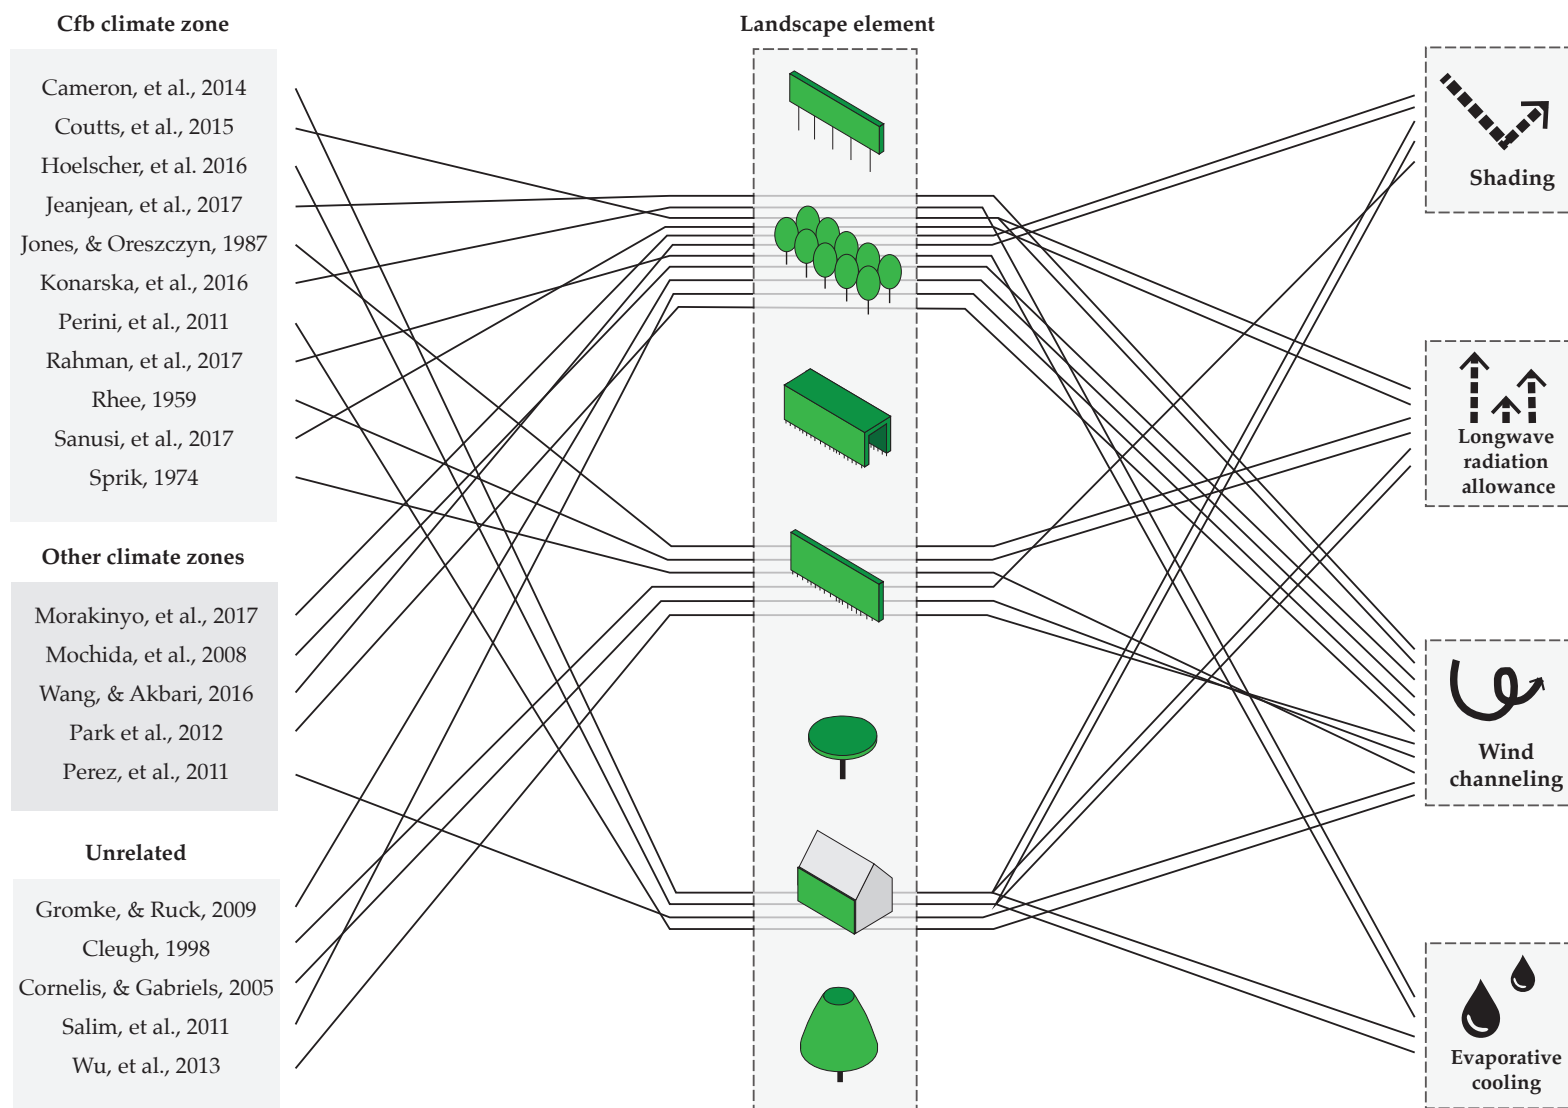 Cfb climate zone
Cameron, et al., 2014
Coutts, et al., 2015
Hoelscher, et al. 2016
Jeanjean, et al., 2017
Jones, & Oreszczyn, 1987
Konarska, et al., 2016
Perini, et al., 2011
Rahman, et al., 2017
Rhee, 1959
Sanusi, et al., 2017
Sprik, 1974
Other climate zones
Morakinyo, et al., 2017
Mochida, et al., 2008
Wang, & Akbari, 2016
Park et al., 2012
Perez, et al., 2011
Unrelated
Gromke, & Ruck, 2009
Cleugh, 1998
Cornelis, & Gabriels, 2005
Salim, et al., 2011
Wu, et al., 2013
Landscape element
Shading
Longwave
radiation
allowance
Wind
channeling
Evaporative
cooling